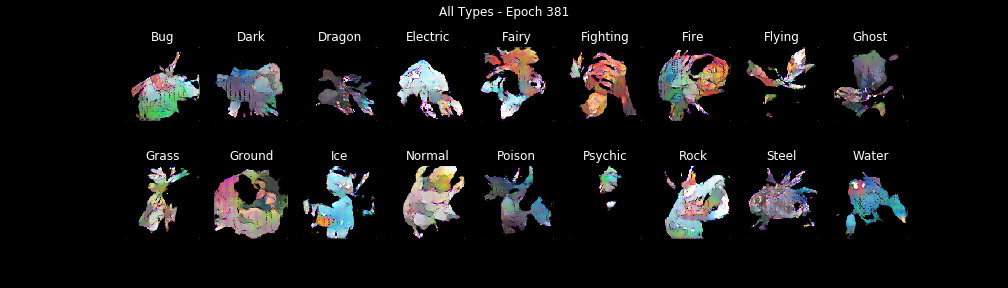 All Types - Epoch 381
Bug Dark Dragon Electric Fairy Fighting Fire Flying Ghost
Grass Ground Ice Normal Poison Psychic Rock Steel Water